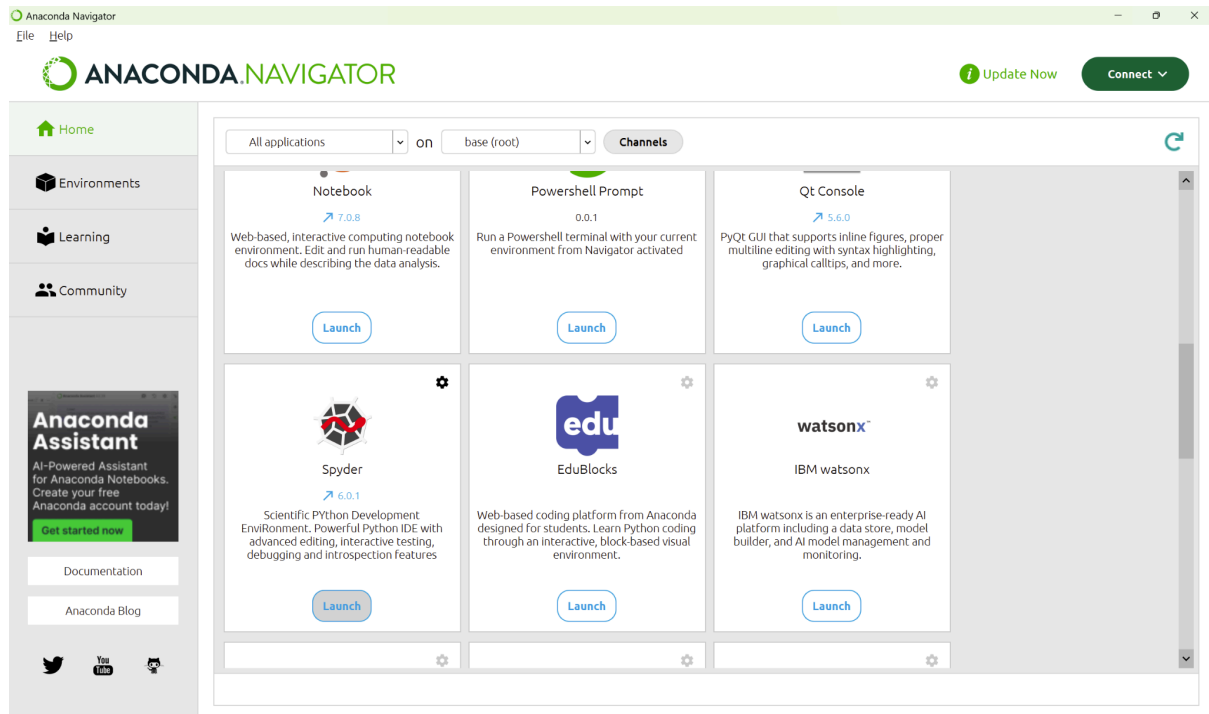 Anaconda Navigator
File Help
ANACONDA.NAVIGATOR
i Update Now
Connect
Home
Environments
Learning
Community
All applications on base (root) Channels
Notebook
7.0.8
Web-based, interactive computing notebook
environment. Edit and run human-readable
docs while describing the data analysis.
Launch
Powershell Prompt
0.0.1
Run a Powershell terminal with your current
environment from Navigator activated
Launch
Qt Console
5.6.0
PyQt GUI that supports inline figures, proper
multiline editing with syntax highlighting,
graphical calltips, and more.
Launch
Spyder
6.0.1
Scientific PYthon Development
EnviRonment. Powerful Python IDE with
advanced editing, interactive testing,
debugging and introspection features
Launch
edu
EduBlocks
Web-based coding platform from Anaconda
designed for students. Learn Python coding
through an interactive, block-based visual
environment.
Launch
watsonx
IBM watsonx
IBM watsonx is an enterprise-ready AI
platform including a data store, model
builder, and AI model management and
monitoring.
Launch
Anaconda
Assistant
AI-Powered Assistant
for Anaconda Notebooks.
Create your free
Anaconda account today!
Get started now
Documentation
Anaconda Blog
You
Tube